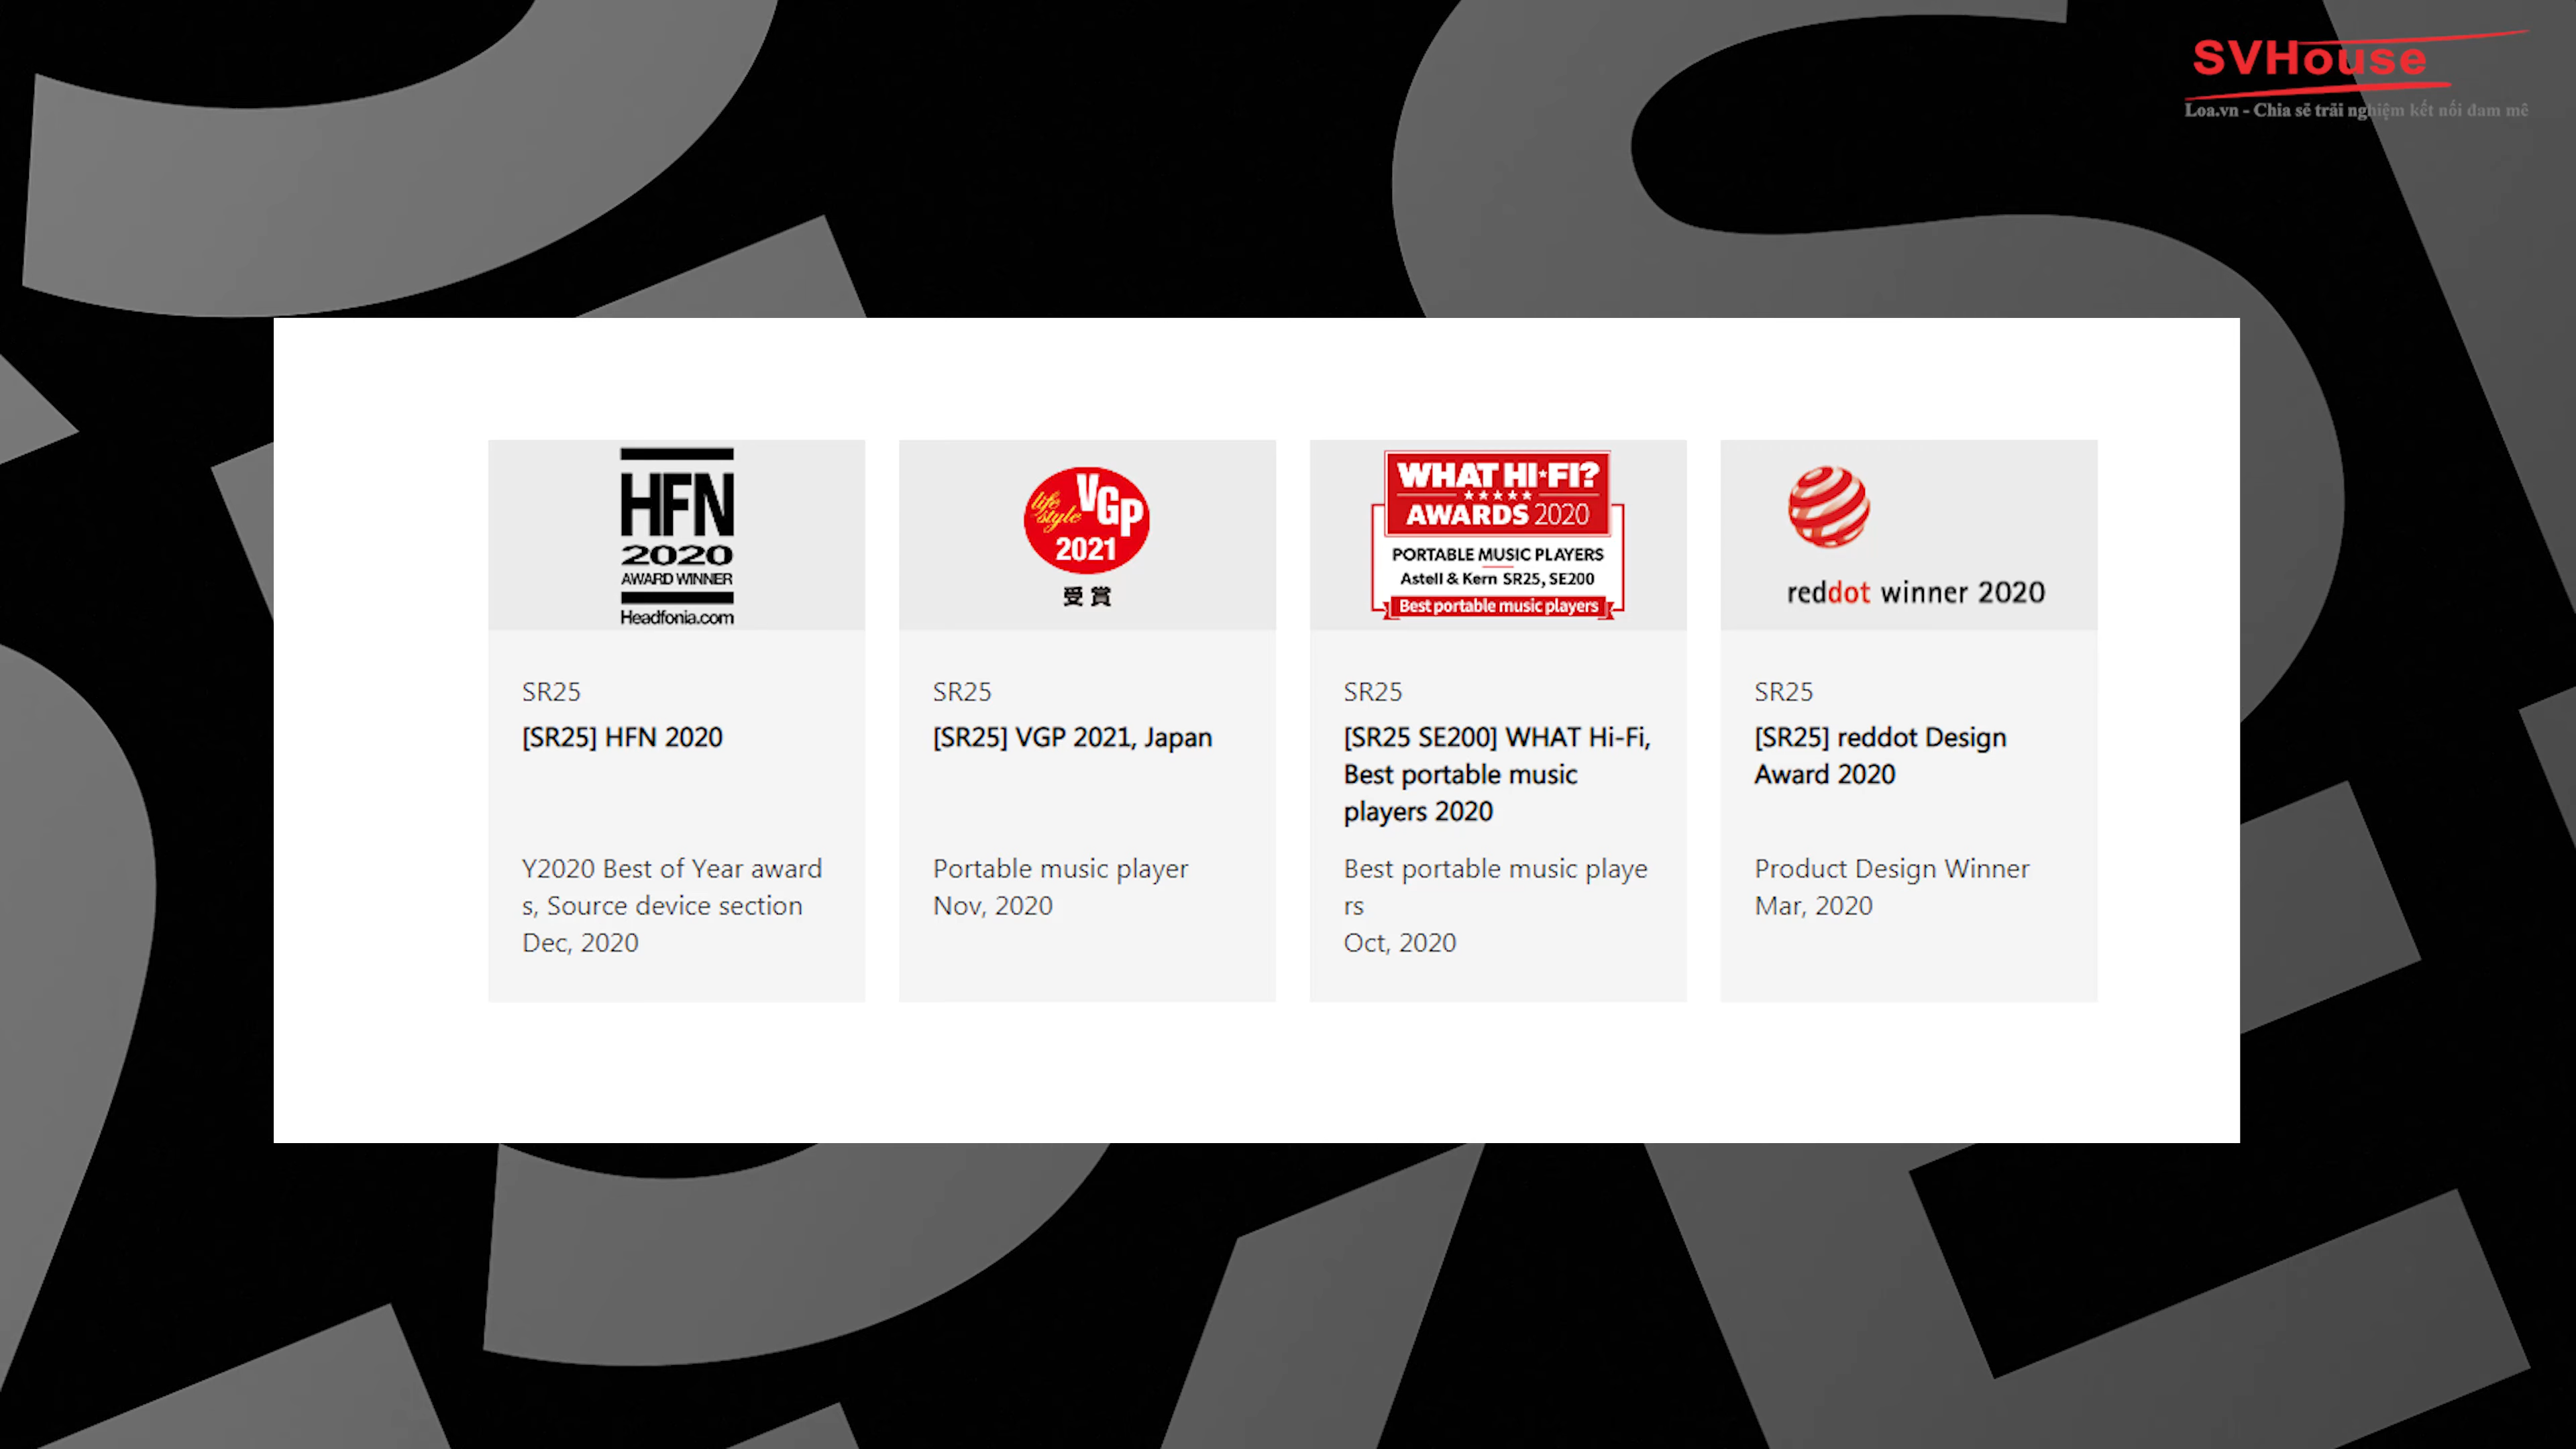 SVHouse
Loa.vn - Chia sẽ trải nghiệm kết nối đam mê
HFN
2020
AWARD WINNER
Headfonia.com
SR25
[SR25] HFN 2020
Y2020 Best of Year award
s, Source device section
Dec, 2020
life style VGP
2021
受賞
SR25
[SR25] VGP 2021, Japan
Portable music player
Nov, 2020
WHAT HI-FI?
AWARDS 2020
PORTABLE MUSIC PLAYERS
Astell & Kern SR25, SE200
Best portable music players
SR25
[SR25 SE200] WHAT Hi-Fi,
Best portable music
players 2020
Best portable music playe
rs
Oct, 2020
reddot winner 2020
SR25
[SR25] reddot Design
Award 2020
Product Design Winner
Mar, 2020